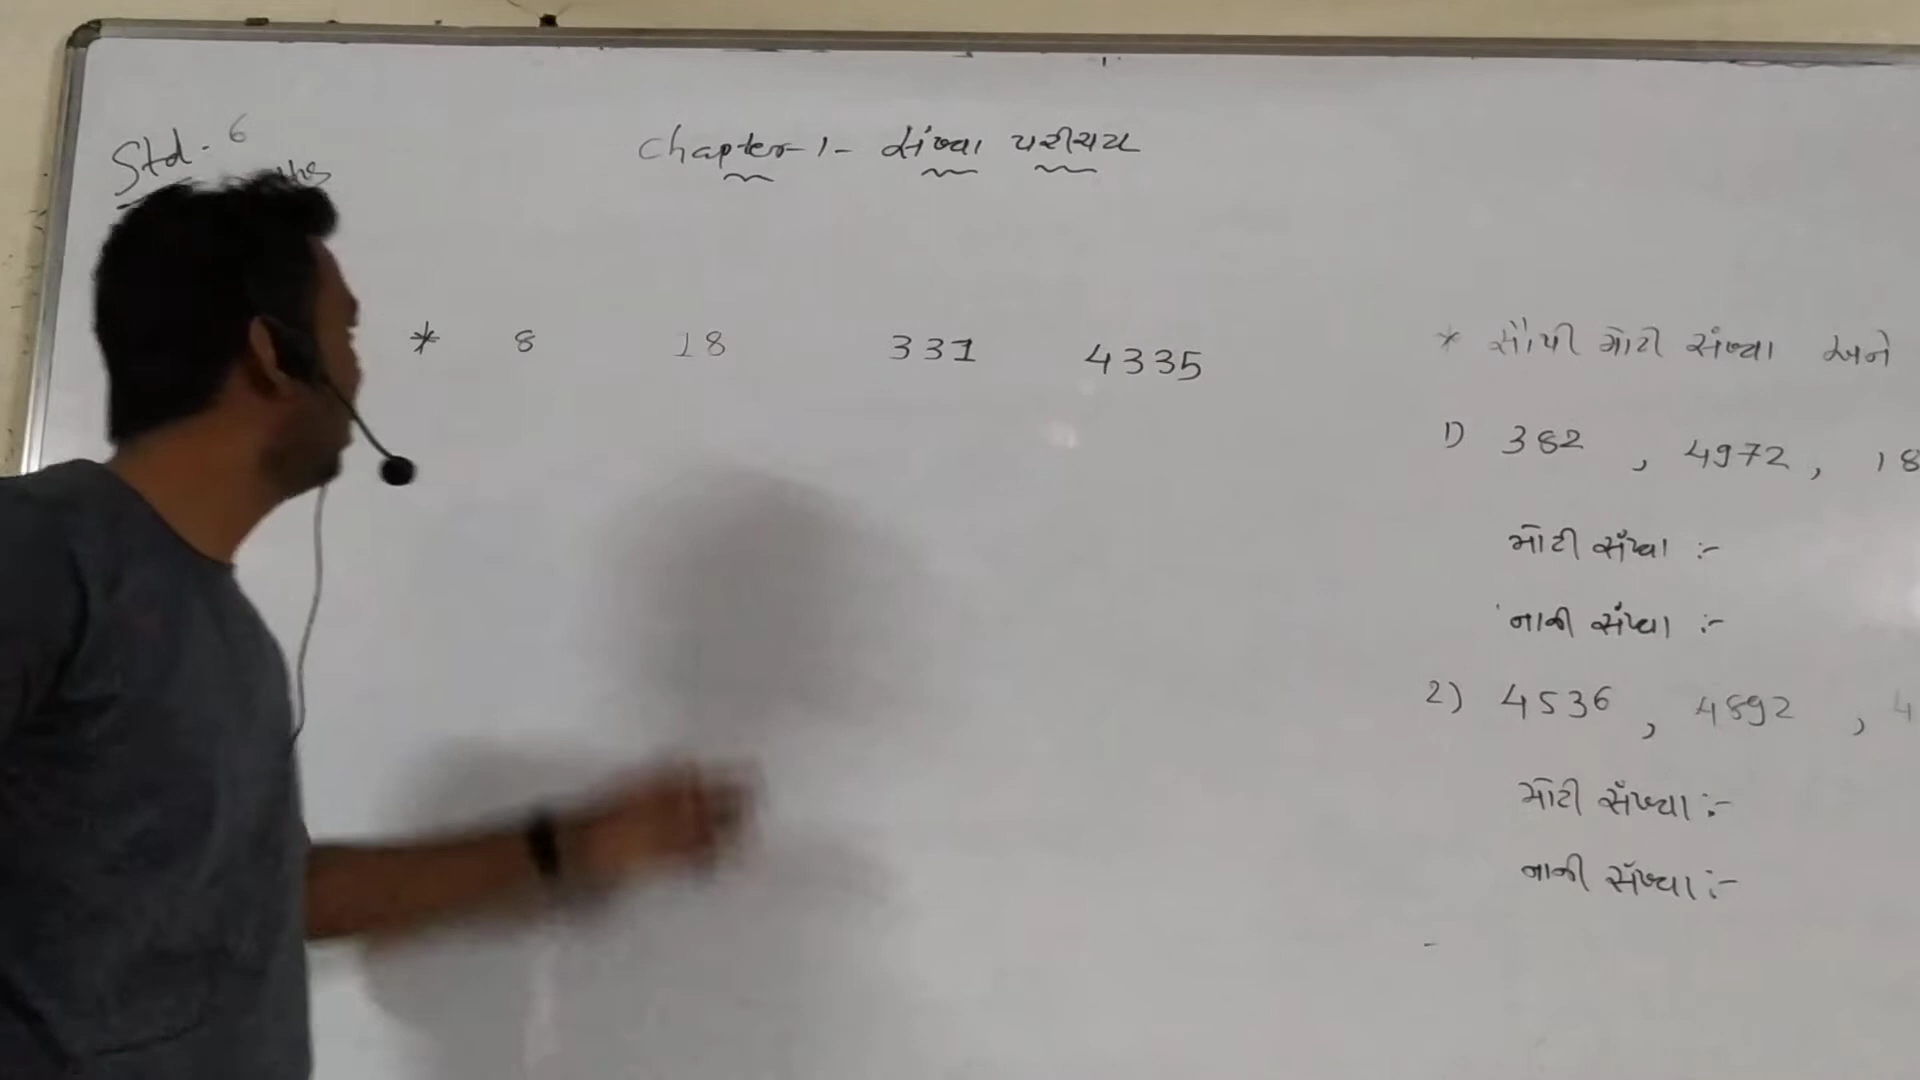 Std. 6
Chapter-1- સંખ્યા પરીચય
* 8 18 331 4335
* સૌથી મોટી સંખ્યા અને
1) 382 , 4972 , 18
મોટી સંખ્યા :-
નાની સંખ્યા :-
2) 4536 , 4892 , 4
મોટી સંખ્યા :-
નાની સંખ્યા :-